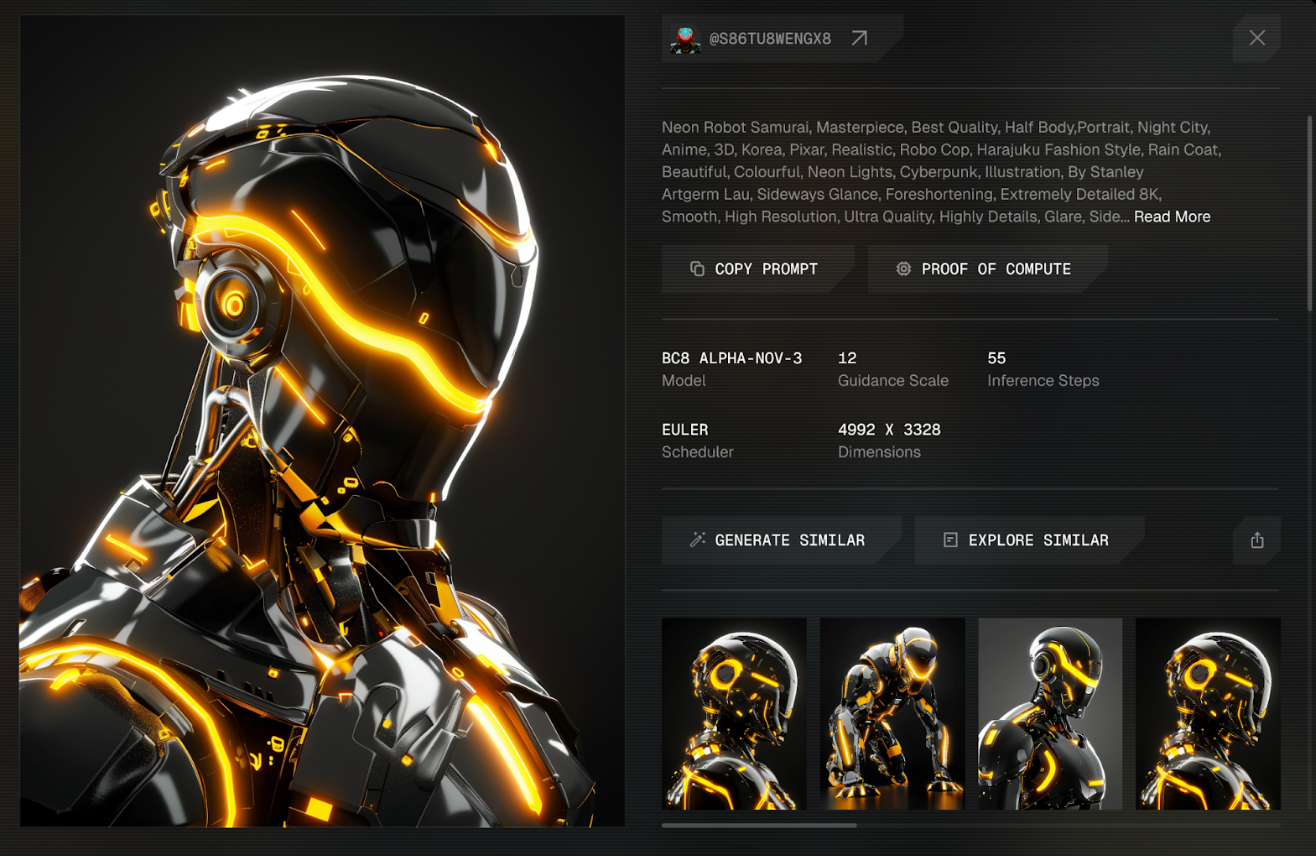 @S86TU8WENGX8
Neon Robot Samurai, Masterpiece, Best Quality, Half Body,Portrait, Night City,
Anime, 3D, Korea, Pixar, Realistic, Robo Cop, Harajuku Fashion Style, Rain Coat,
Beautiful, Colourful, Neon Lights, Cyberpunk, Illustration, By Stanley
Artgerm Lau, Sideways Glance, Foreshortening, Extremely Detailed 8K,
Smooth, High Resolution, Ultra Quality, Highly Details, Glare, Side... Read More
COPY PROMPT PROOF OF COMPUTE
BC8 ALPHA-NOV-3 12 55
Model Guidance Scale Inference Steps
EULER 4992 X 3328
Scheduler Dimensions
GENERATE SIMILAR EXPLORE SIMILAR